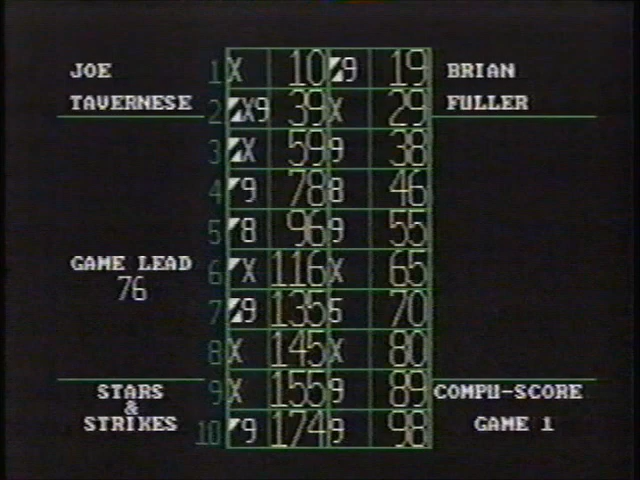 JOE
TAVERNESE
BRIAN
FULLER
1 X 10 9 19
2 X9 39 X 29
3 X 59 9 38
4 9 78 8 46
5 8 96 9 55
6 X 116 X 65
7 9 135 70
8 X 145 X 80
9 X 155 9 89
10 9 174 9 98
GAME LEAD
76
STARS
&
STRIKES
COMPU-SCORE
GAME 1